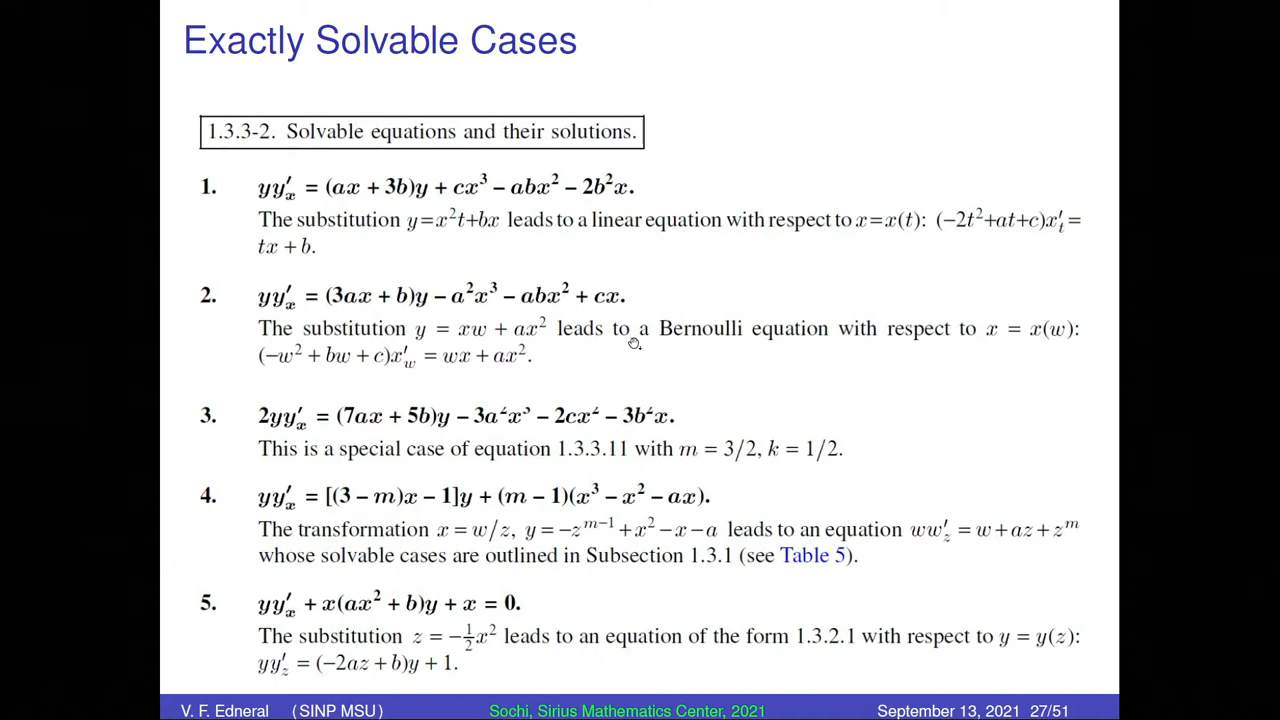 Exactly Solvable Cases
1.3.3-2. Solvable equations and their solutions.
1. yy′ₓ = (ax + 3b)y + cx³ − abx² − 2b²x.
The substitution y=x²t+bx leads to a linear equation with respect to x=x(t): (−2t²+at+c)x′ₜ=
tx + b.
2. yy′ₓ = (3ax + b)y − a²x³ − abx² + cx.
The substitution y = xw + ax² leads to a Bernoulli equation with respect to x = x(w):
(−w² + bw + c)x′_w = wx + ax².
3. 2yy′ₓ = (7ax + 5b)y − 3a²x³ − 2cx² − 3b²x.
This is a special case of equation 1.3.3.11 with m = 3/2, k = 1/2.
4. yy′ₓ = [(3 − m)x − 1]y + (m − 1)(x³ − x² − ax).
The transformation x = w/z, y = −z^{m−1} + x² − x − a leads to an equation ww′_z = w + az + z^m
whose solvable cases are outlined in Subsection 1.3.1 (see Table 5).
5. yy′ₓ + x(ax² + b)y + x = 0.
The substitution z = −½x² leads to an equation of the form 1.3.2.1 with respect to y = y(z):
yy′_z = (−2az + b)y + 1.
V. F. Edneral (SINP MSU) Sochi, Sirius Mathematics Center, 2021 September 13, 2021 27/51